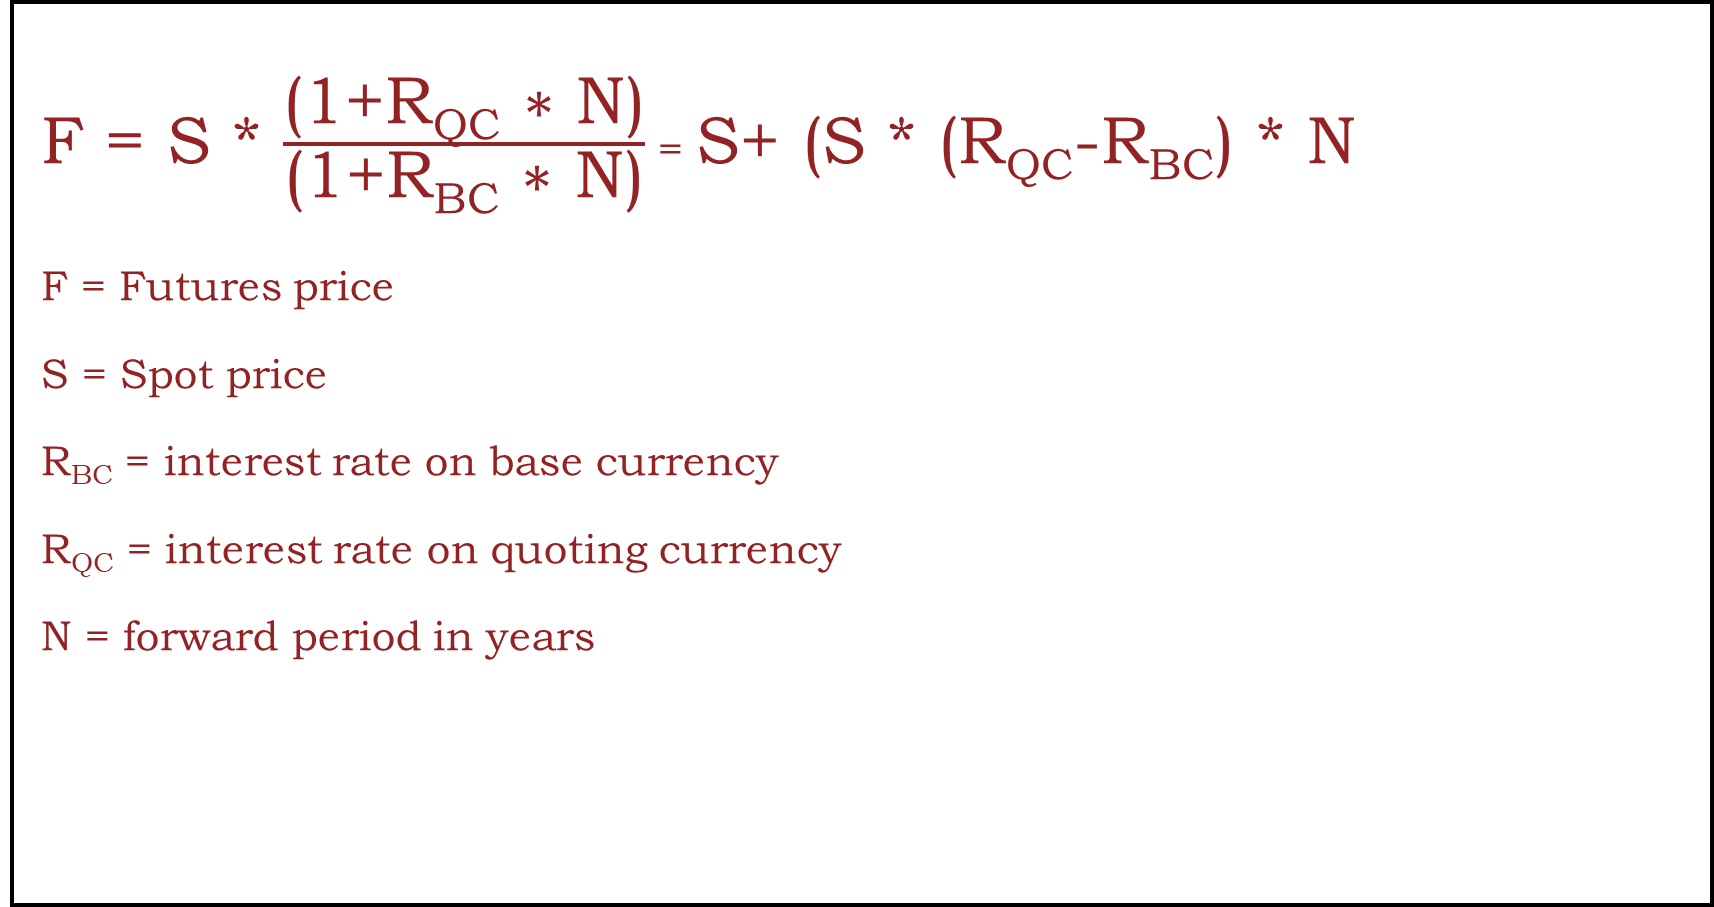 F = S * (1+R_QC * N) / (1+R_BC * N) = S+ (S * (R_QC-R_BC) * N
F = Futures price
S = Spot price
R_BC = interest rate on base currency
R_QC = interest rate on quoting currency
N = forward period in years